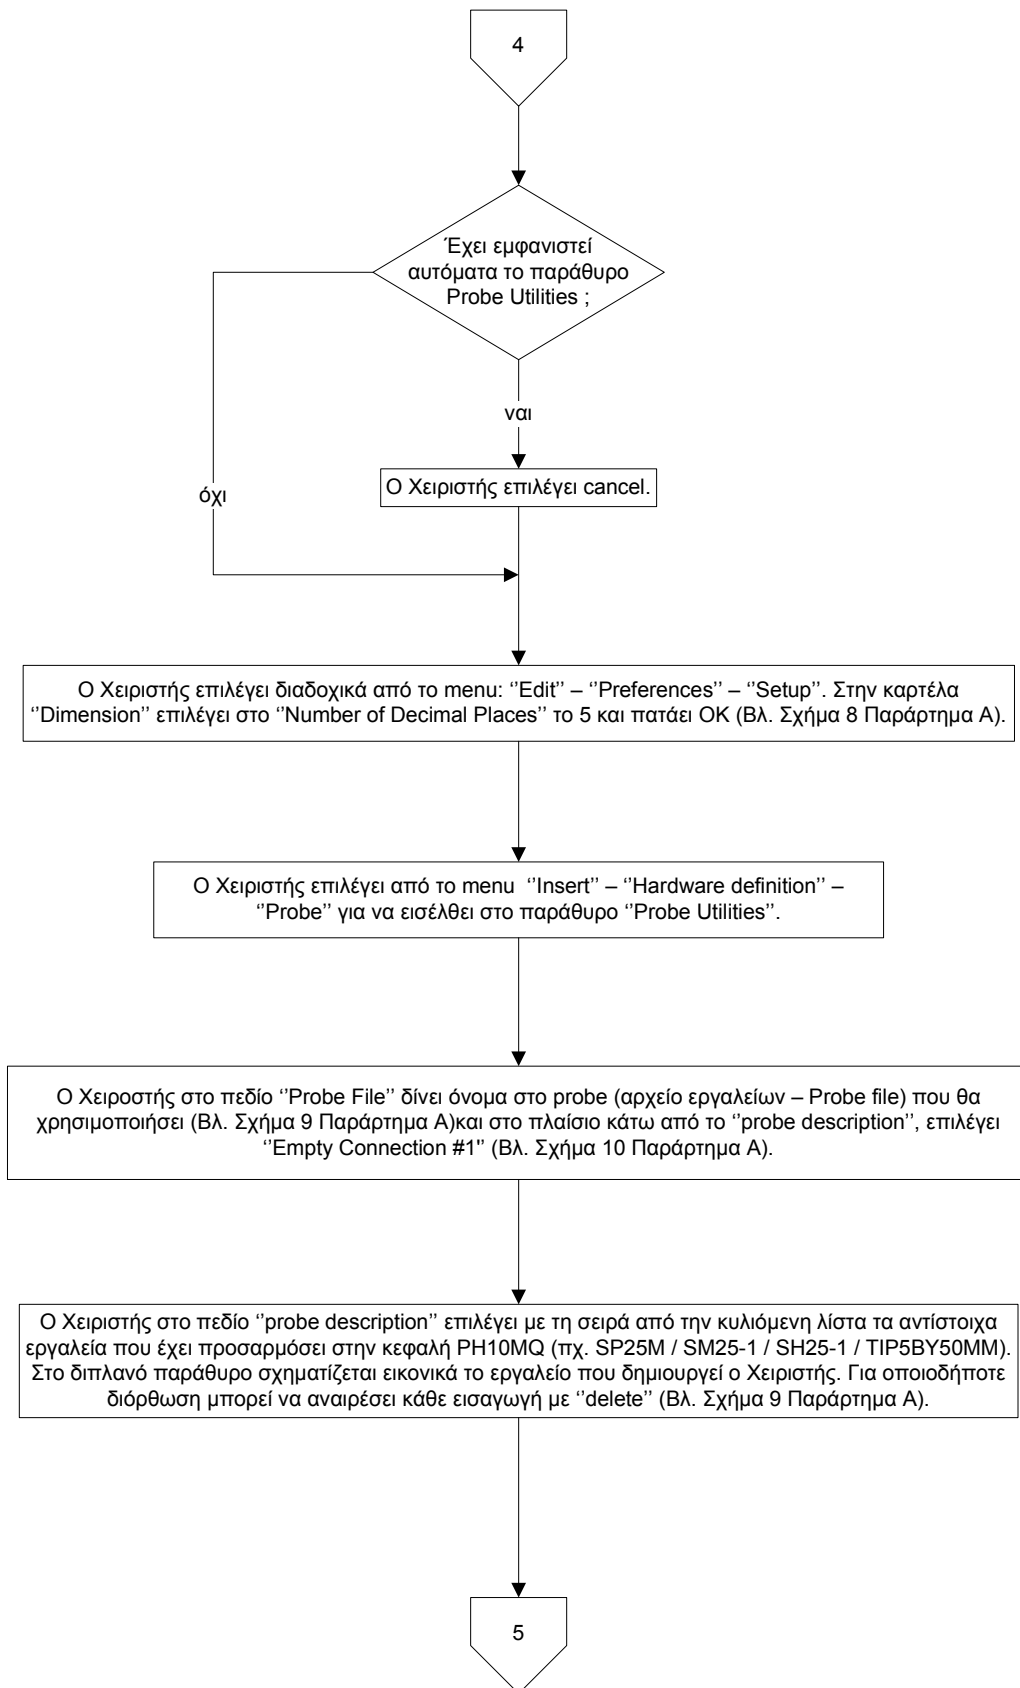 4
Έχει εμφανιστεί
αυτόματα το παράθυρο
Probe Utilities ;
ναι
όχι
Ο Χειριστής επιλέγει cancel.
Ο Χειριστής επιλέγει διαδοχικά από το menu: ‘’Edit’’ – ‘’Preferences’’ – ‘’Setup’’. Στην καρτέλα
‘’Dimension’’ επιλέγει στο ‘’Number of Decimal Places’’ το 5 και πατάει ΟΚ (Βλ. Σχήμα 8 Παράρτημα Α).
Ο Χειριστής επιλέγει από το menu ‘’Insert’’ – ‘’Hardware definition’’ –
‘’Probe’’ για να εισέλθει στο παράθυρο ‘’Probe Utilities’’.
Ο Χειροστής στο πεδίο ‘’Probe File’’ δίνει όνομα στο probe (αρχείο εργαλείων – Probe file) που θα
χρησιμοποιήσει (Βλ. Σχήμα 9 Παράρτημα Α)και στο πλαίσιο κάτω από το ‘’probe description’’, επιλέγει
‘’Empty Connection #1'’ (Βλ. Σχήμα 10 Παράρτημα Α).
Ο Χειριστής στο πεδίο ‘’probe description’’ επιλέγει με τη σειρά από την κυλιόμενη λίστα τα αντίστοιχα
εργαλεία που έχει προσαρμόσει στην κεφαλή PH10MQ (πχ. SP25M / SM25-1 / SH25-1 / TIP5BY50MM).
Στο διπλανό παράθυρο σχηματίζεται εικονικά το εργαλείο που δημιουργεί ο Χειριστής. Για οποιοδήποτε
διόρθωση μπορεί να αναιρέσει κάθε εισαγωγή με ‘’delete’’ (Βλ. Σχήμα 9 Παράρτημα Α).
5